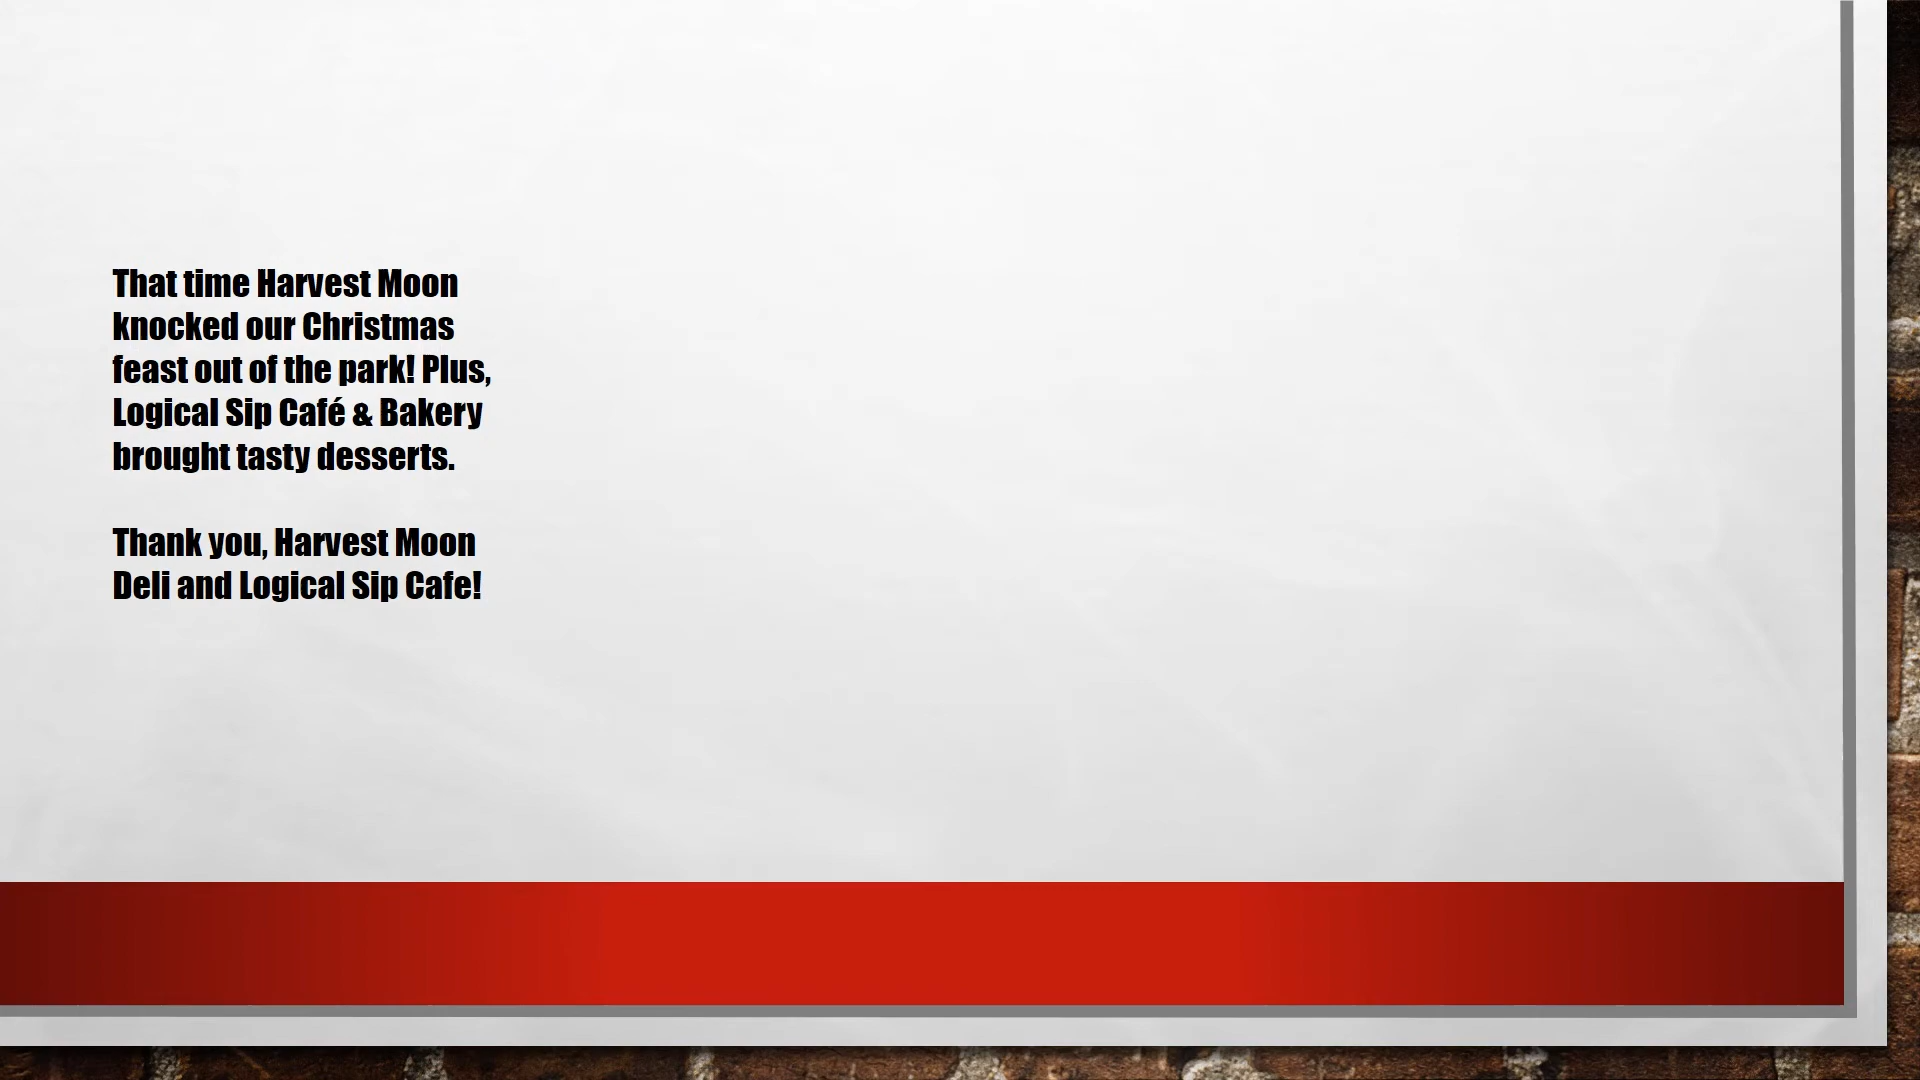 That time Harvest Moon
knocked our Christmas
feast out of the park! Plus,
Logical Sip Café & Bakery
brought tasty desserts.
Thank you, Harvest Moon
Deli and Logical Sip Cafe!